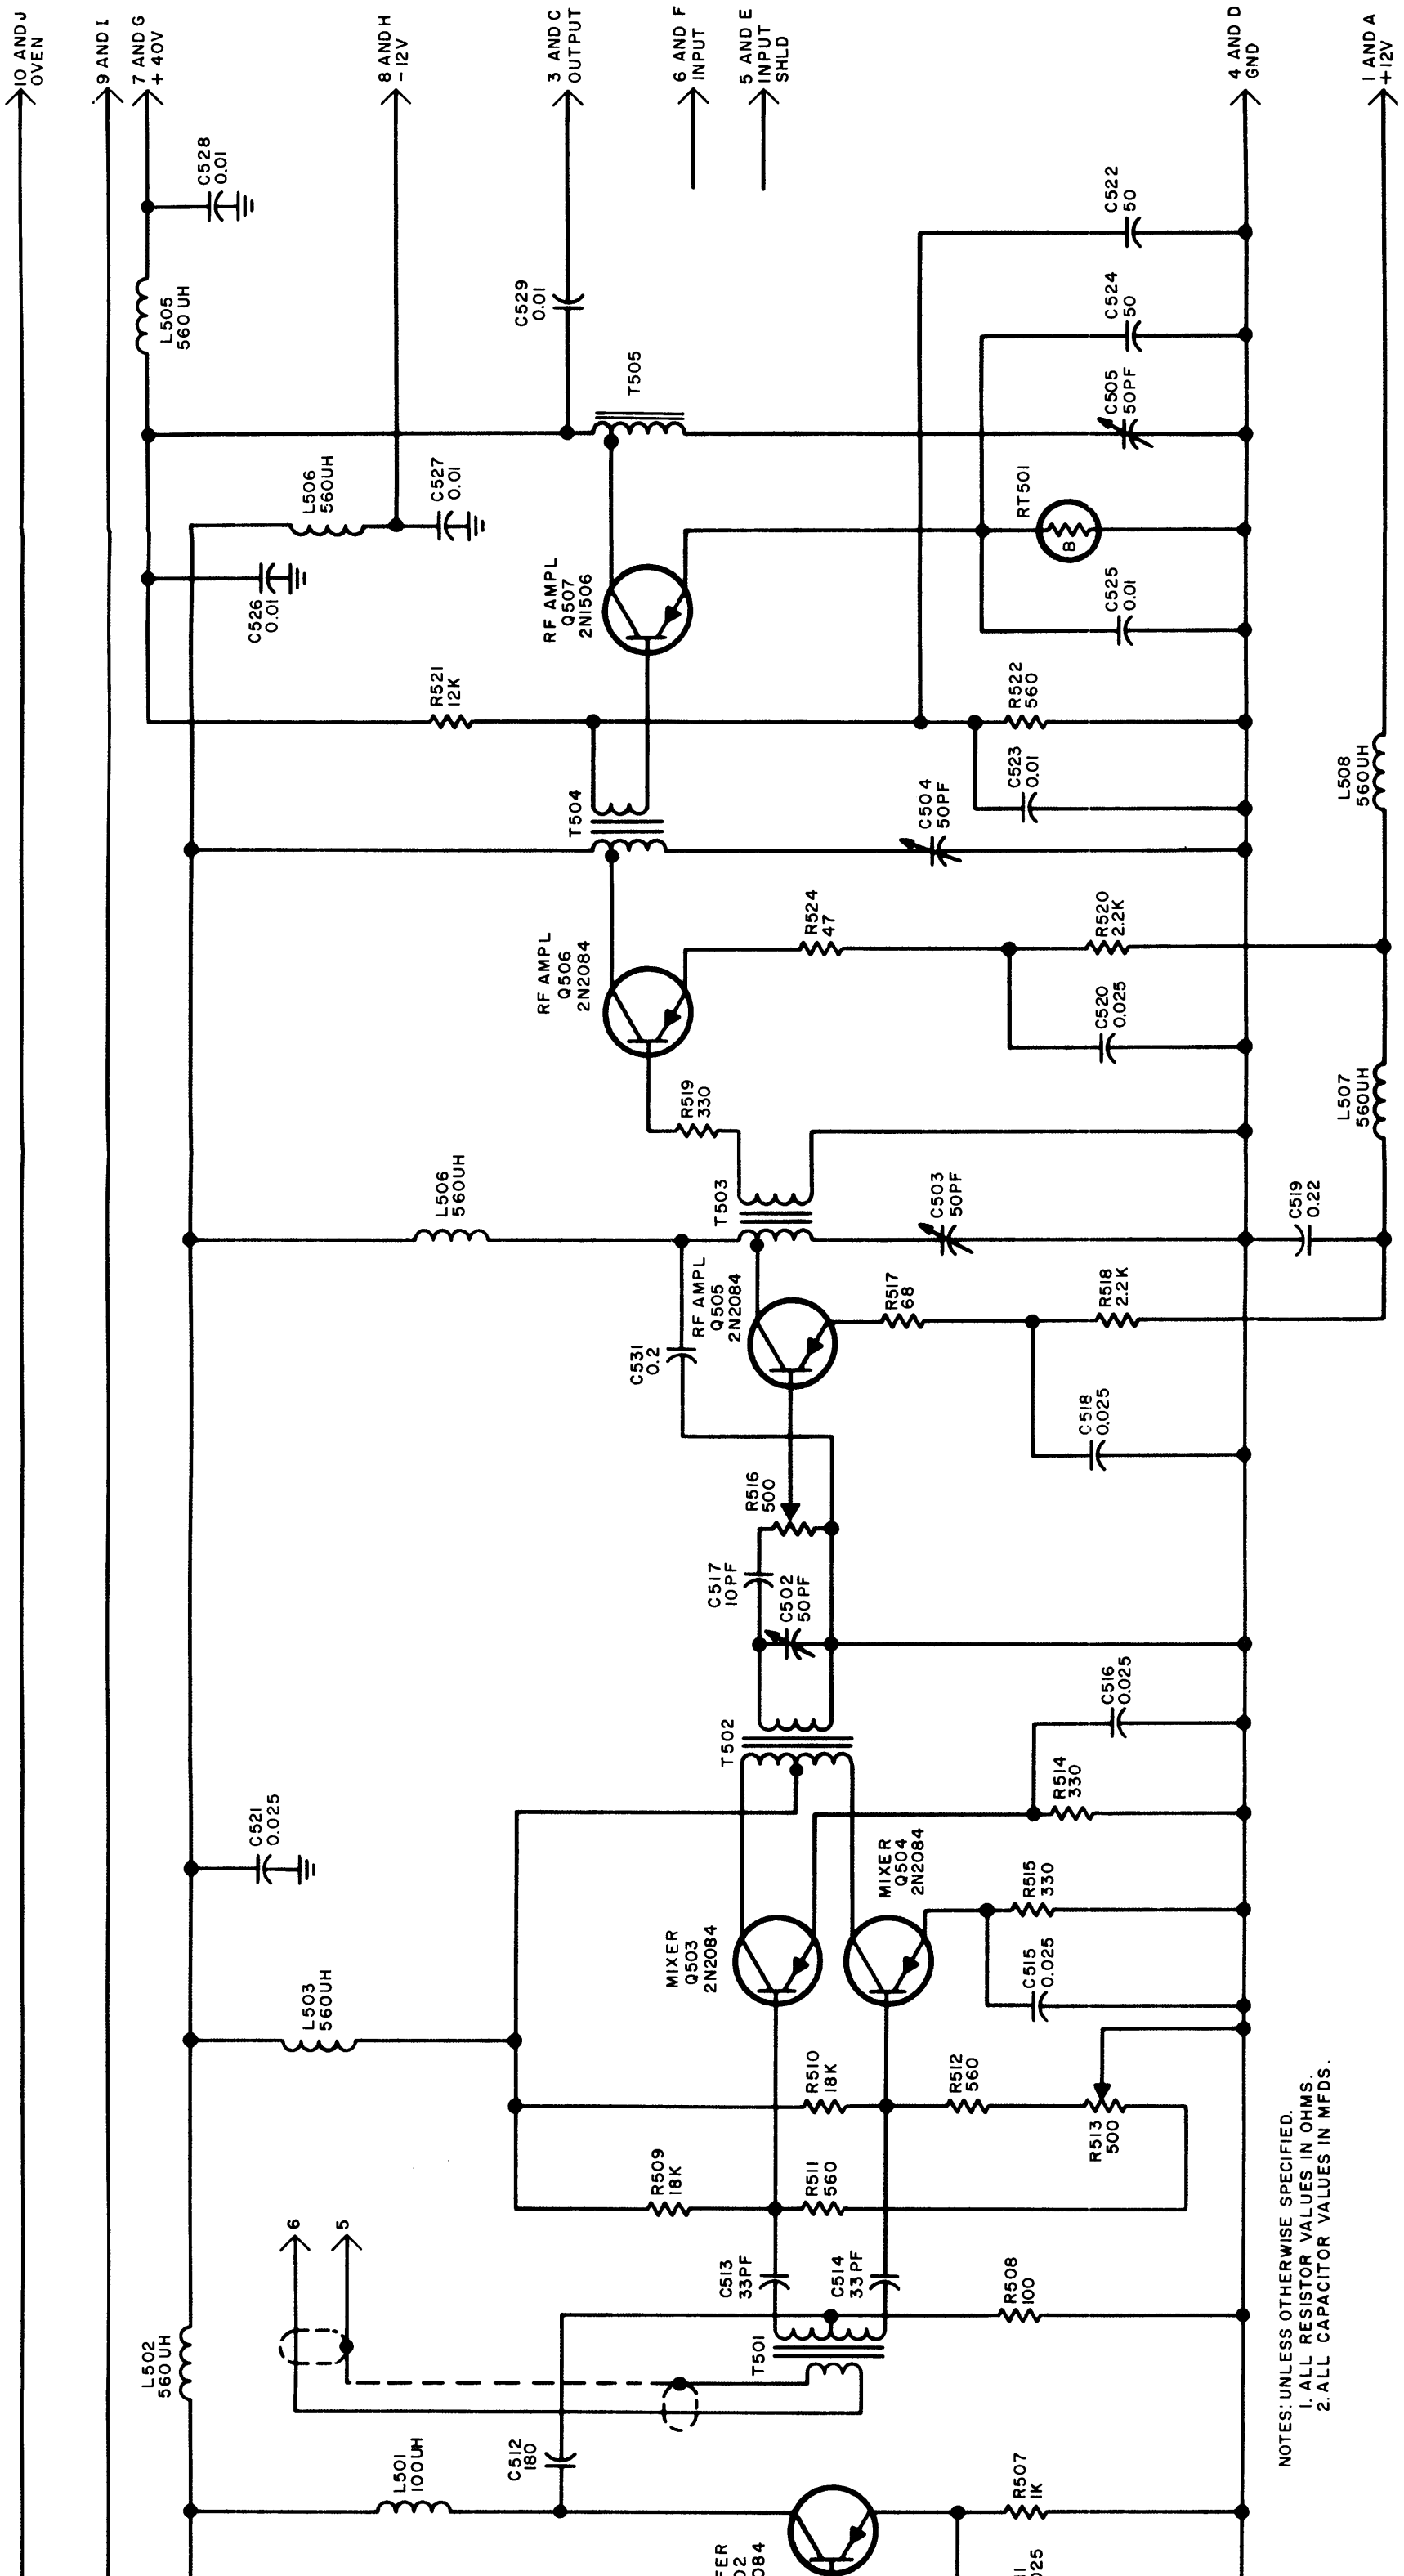 10 AND J
OVEN
9 AND I
7 AND G
+ 40V
8 AND H
- 12V
3 AND C
OUTPUT
6 AND F
INPUT
5 AND E
INPUT
SHLD
4 AND D
GND
1 AND A
+12V
C528
0.01
L505
560 UH
C529
0.01
C522
50
C524
50
T505
C505
50PF
L506
560UH
C527
0.01
RT501
B
C526
0.01
RF AMPL
Q507
2N1506
C525
0.01
R521
12K
R522
560
C523
0.01
T504
C504
50PF
L508
560UH
R524
47
R520
2.2K
RF AMPL
Q506
2N2084
C520
0.025
R519
330
L507
560UH
L506
560UH
T503
C503
50PF
C519
0.22
RF AMPL
Q505
2N2084
R517
68
R518
2.2K
C531
0.2
C518
0.025
R516
500
C517
10PF
C502
50PF
T502
C516
0.025
R514
330
C521
0.025
MIXER
Q504
2N2084
R515
330
MIXER
Q503
2N2084
C515
0.025
L503
560UH
R510
18K
R512
560
R513
500
R509
18K
R511
560
6
5
C513
33PF
C514
33PF
R508
100
T501
L502
560UH
L501
100UH
C512
180
R507
1K
FER
02
084
25
NOTES: UNLESS OTHERWISE SPECIFIED.
1. ALL RESISTOR VALUES IN OHMS.
2. ALL CAPACITOR VALUES IN MFDS.